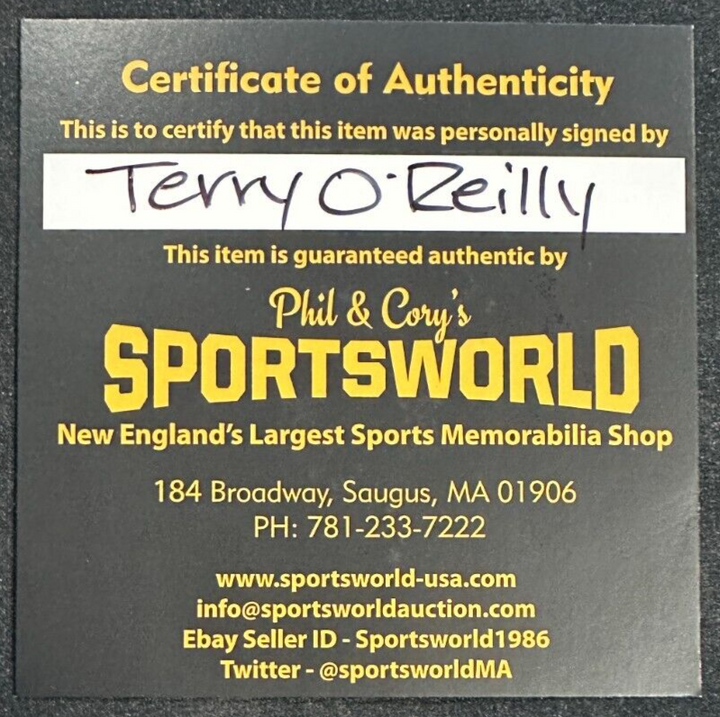 Certificate of Authenticity
This is to certify that this item was personally signed by
Terry O'Reilly
This item is guaranteed authentic by
Phil & Cory's
SPORTSWORLD
New England's Largest Sports Memorabilia Shop
184 Broadway, Saugus, MA 01906
PH: 781-233-7222
www.sportsworld-usa.com
info@sportsworldauction.com
Ebay Seller ID - Sportsworld1986
Twitter - @sportsworldMA